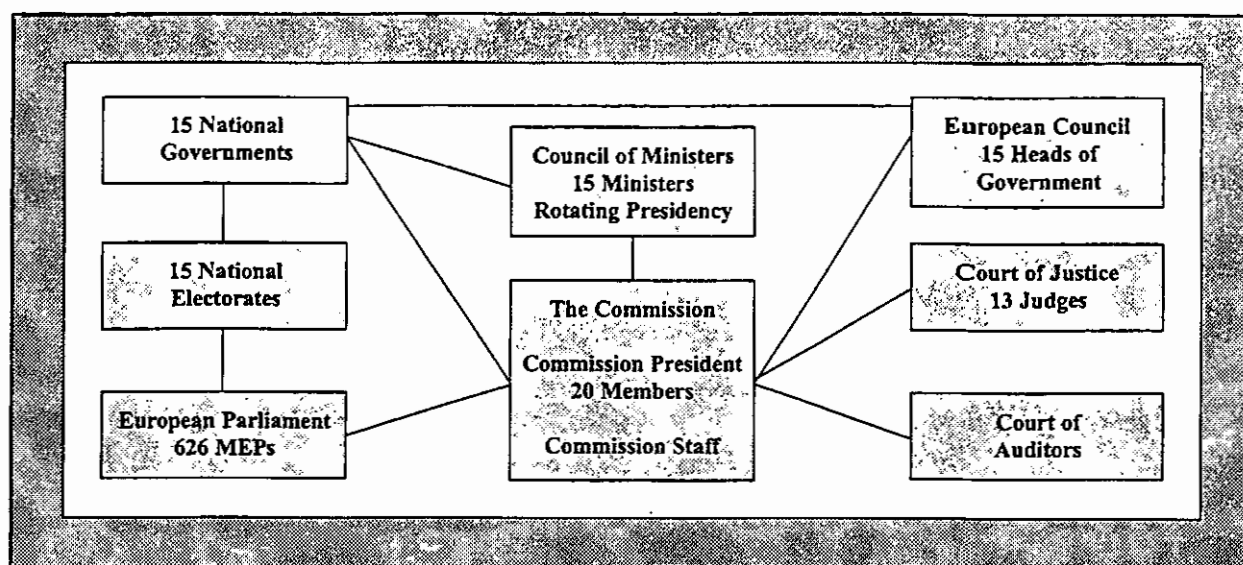 15 National
Governments
Council of Ministers
15 Ministers
Rotating Presidency
European Council
15 Heads of
Government
15 National
Electorates
The Commission
Commission President
20 Members
Commission Staff
Court of Justice
13 Judges
European Parliament
626 MEPs
Court of
Auditors